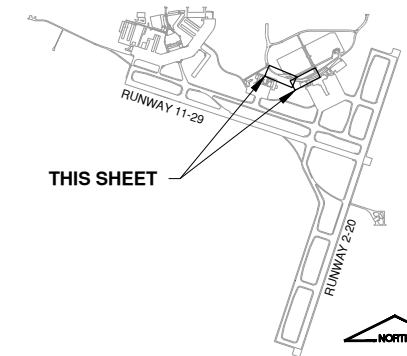 RUNWAY 11-29
THIS SHEET
RUNWAY 2-20
NORTH